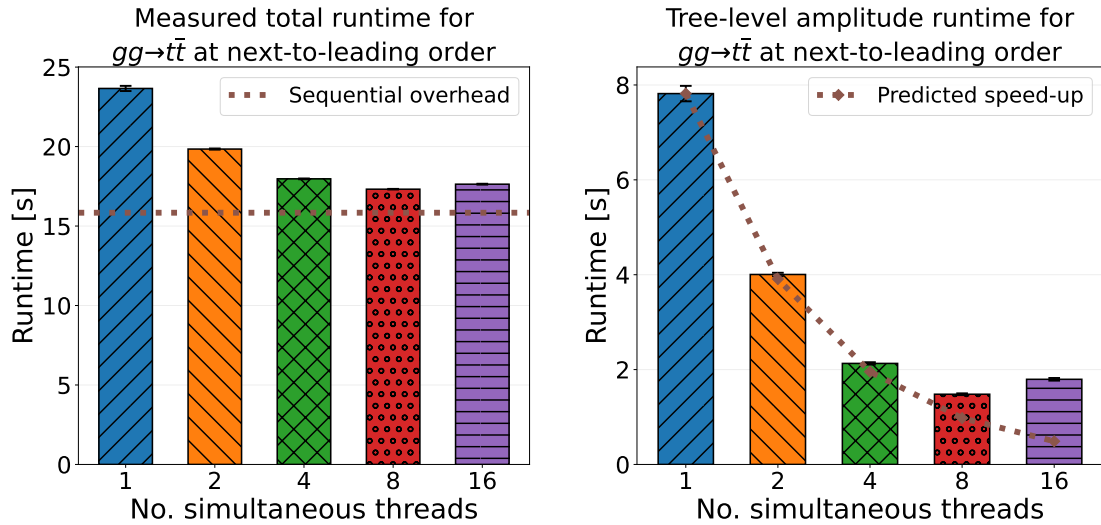 Measured total runtime for
gg→tt̄ at next-to-leading order
Sequential overhead
Runtime [s]
25
20
15
10
5
0
1 2 4 8 16
No. simultaneous threads
Tree-level amplitude runtime for
gg→tt̄ at next-to-leading order
Predicted speed-up
Runtime [s]
8
6
4
2
0
1 2 4 8 16
No. simultaneous threads